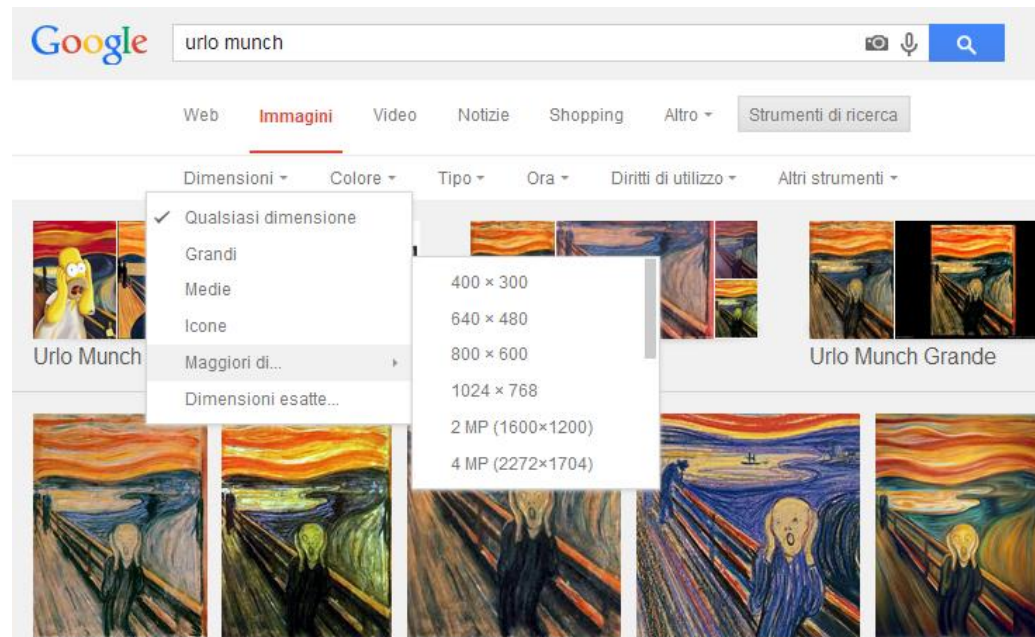 Google
urlo munch
Web Immagini Video Notizie Shopping Altro Strumenti di ricerca
Dimensioni Colore Tipo Ora Diritti di utilizzo Altri strumenti
Qualsiasi dimensione
Grandi
Medie
Icone
Maggiori di...
Dimensioni esatte...
400 × 300
640 × 480
800 × 600
1024 × 768
2 MP (1600×1200)
4 MP (2272×1704)
Urlo Munch
Urlo Munch Grande